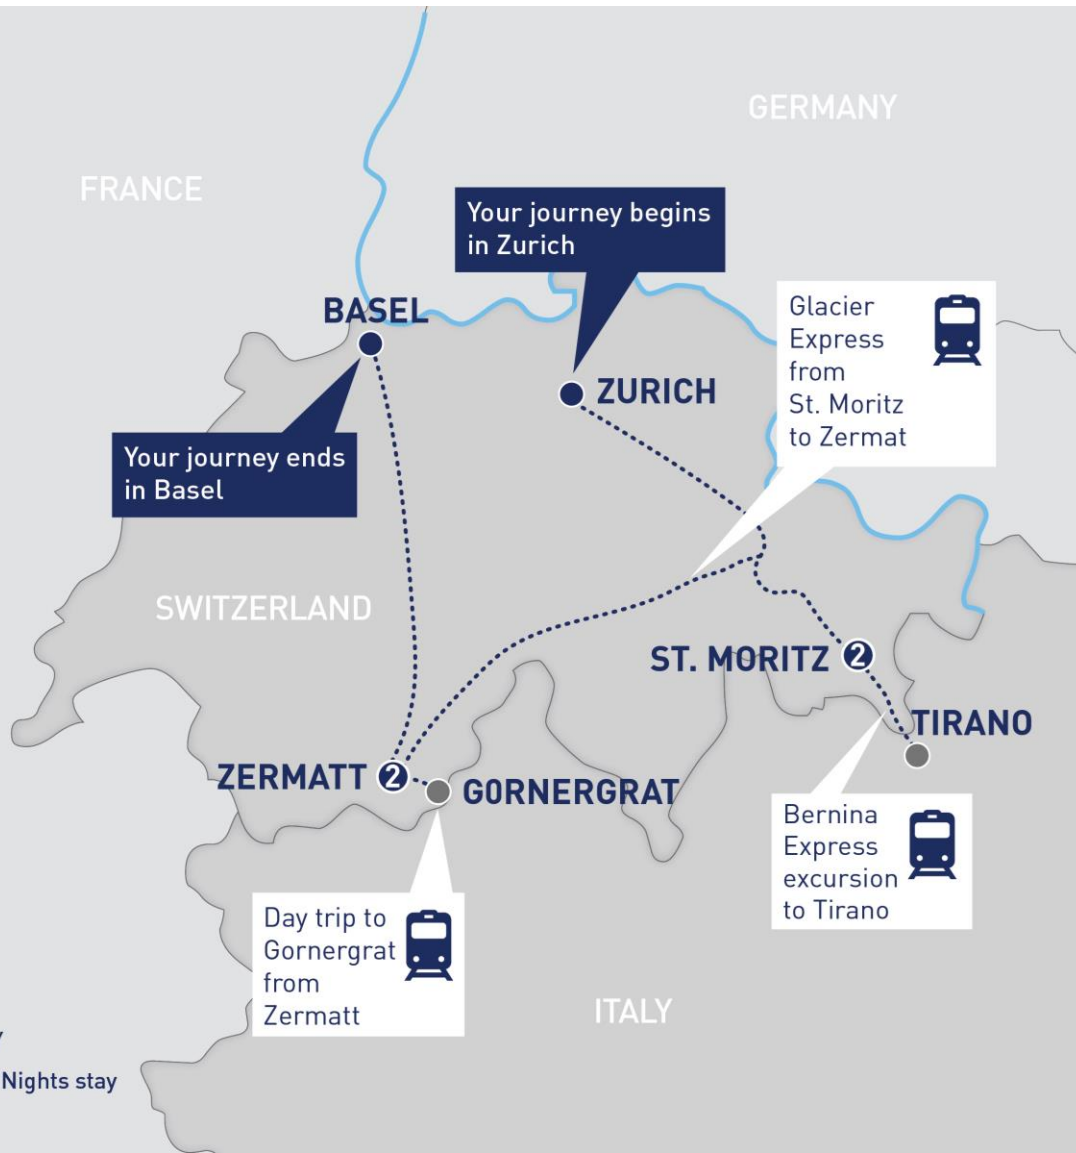 GERMANY
FRANCE
Your journey begins
in Zurich
BASEL
ZURICH
Glacier
Express
from
St. Moritz
to Zermat
Your journey ends
in Basel
SWITZERLAND
ST. MORITZ 2
TIRANO
ZERMATT 2
GORNERGRAT
Bernina
Express
excursion
to Tirano
Day trip to
Gornergrat
from
Zermatt
ITALY
Nights stay